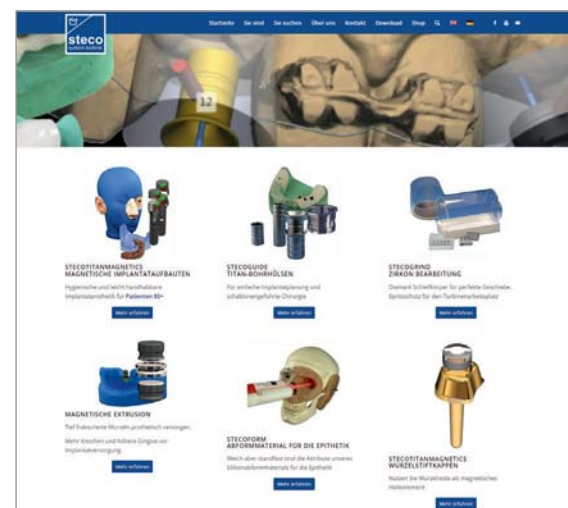 steco
system-technik
Startseite Sie sind Sie suchen Über uns Kontakt Download Shop
12
STECOTITANMAGNETICS
MAGNETISCHE IMPLANTATAUFBAUTEN
Hygienische und leicht handhabbare
Implantatprothetik für Patienten 60+
Mehr erfahren
STECOGUIDE
TITAN-BOHRHÜLSEN
Für einfache Implantatplanung und
schablonengeführte Chirurgie
Mehr erfahren
STECOGRIND
ZIRKON BEARBEITUNG
Diamant Schleifkörper für perfekte Geschiebe.
Spritzschutz für den Turbinenarbeitsplatz
Mehr erfahren
MAGNETISCHE EXTRUSION
Tief frakturierte Wurzeln prothetisch versorgen.
Mehr Knochen und höhere Gingiva vor
Implantatversorgung.
Mehr erfahren
STECOFORM
ABFORMMATERIAL FÜR DIE EPITHETIK
Weich aber standfest sind die Attribute unseres
Silikonabformmaterials für die Epithetik
Mehr erfahren
STECOTITANMAGNETICS
WURZELSTIFTKAPPEN
Nutzen Sie Wurzelreste als magnetisches
Halteelement
Mehr erfahren